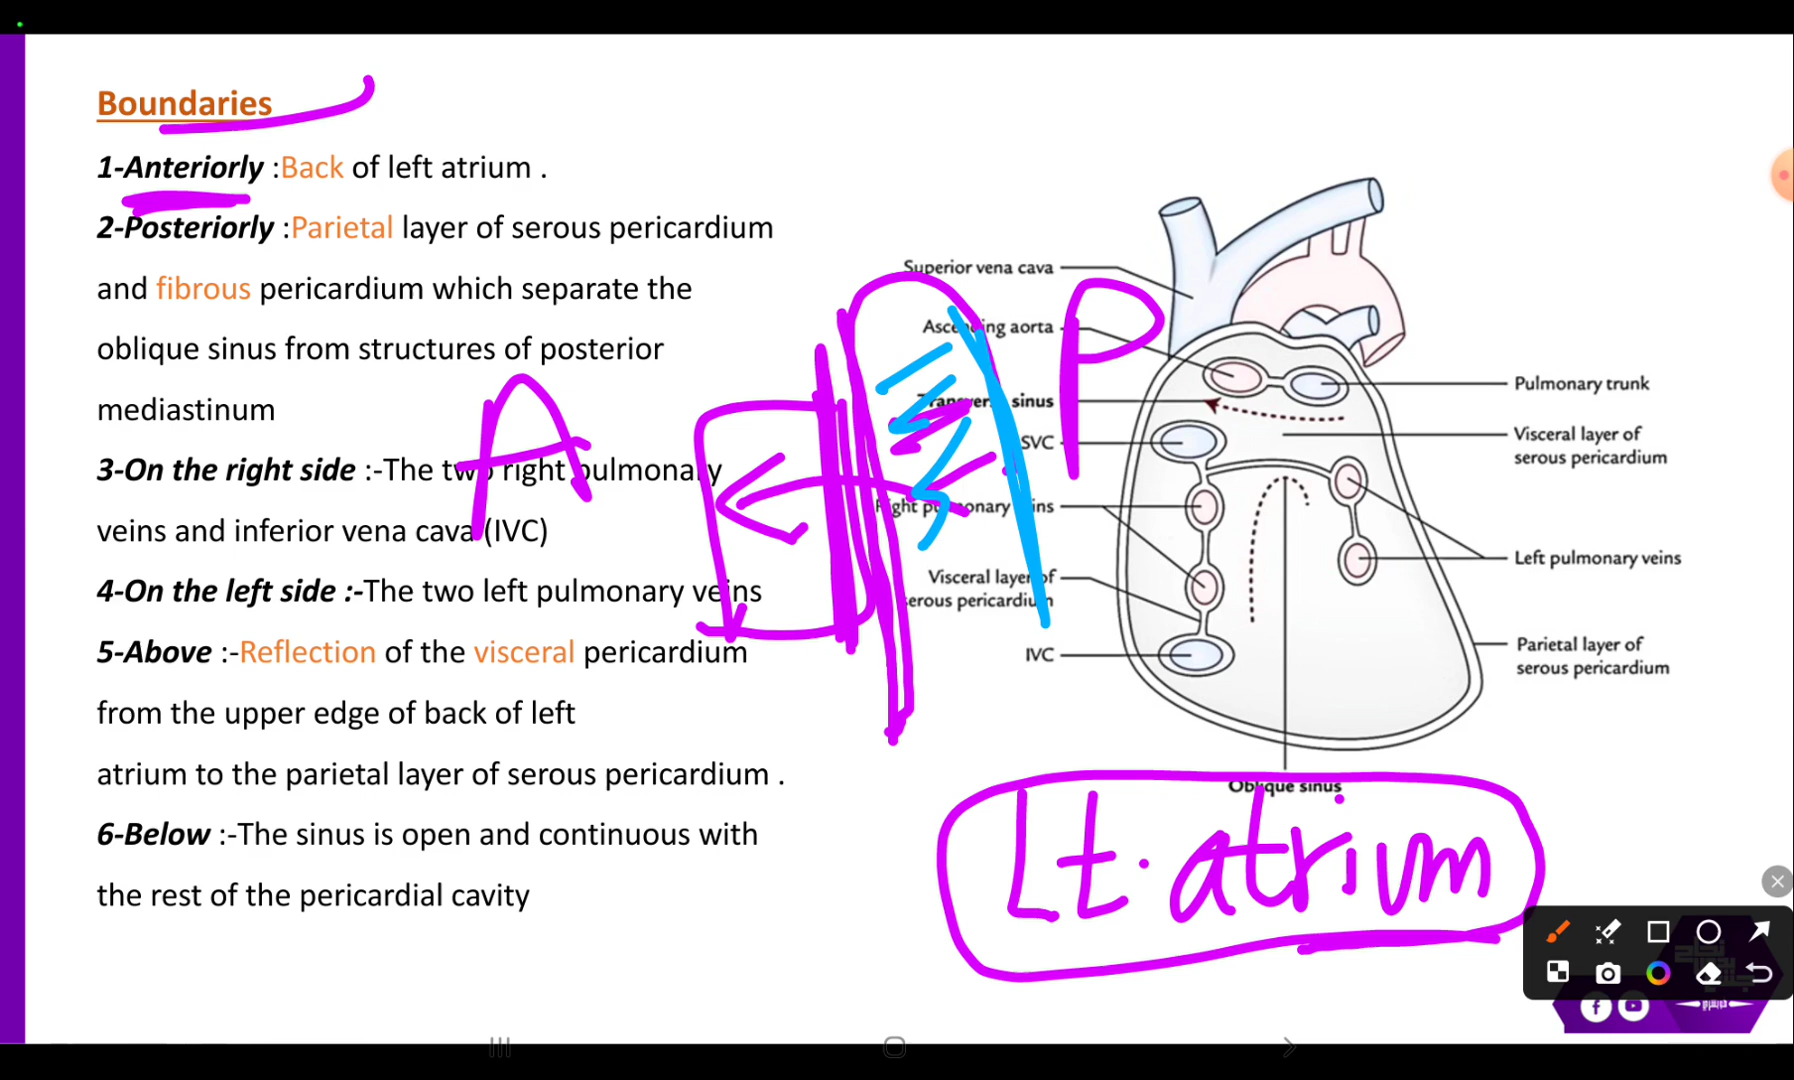 Boundaries
1-Anteriorly :Back of left atrium .
2-Posteriorly :Parietal layer of serous pericardium
and fibrous pericardium which separate the
oblique sinus from structures of posterior
mediastinum
3-On the right side :-The two right pulmonary
veins and inferior vena cava (IVC)
4-On the left side :-The two left pulmonary veins
5-Above :-Reflection of the visceral pericardium
from the upper edge of back of left
atrium to the parietal layer of serous pericardium .
6-Below :-The sinus is open and continuous with
the rest of the pericardial cavity
A
P
Superior vena cava
Ascending aorta
Transverse sinus
SVC
Right pulmonary veins
Visceral layer of
serous pericardium
IVC
Pulmonary trunk
Visceral layer of
serous pericardium
Left pulmonary veins
Parietal layer of
serous pericardium
Oblique sinus
Lt. atrium